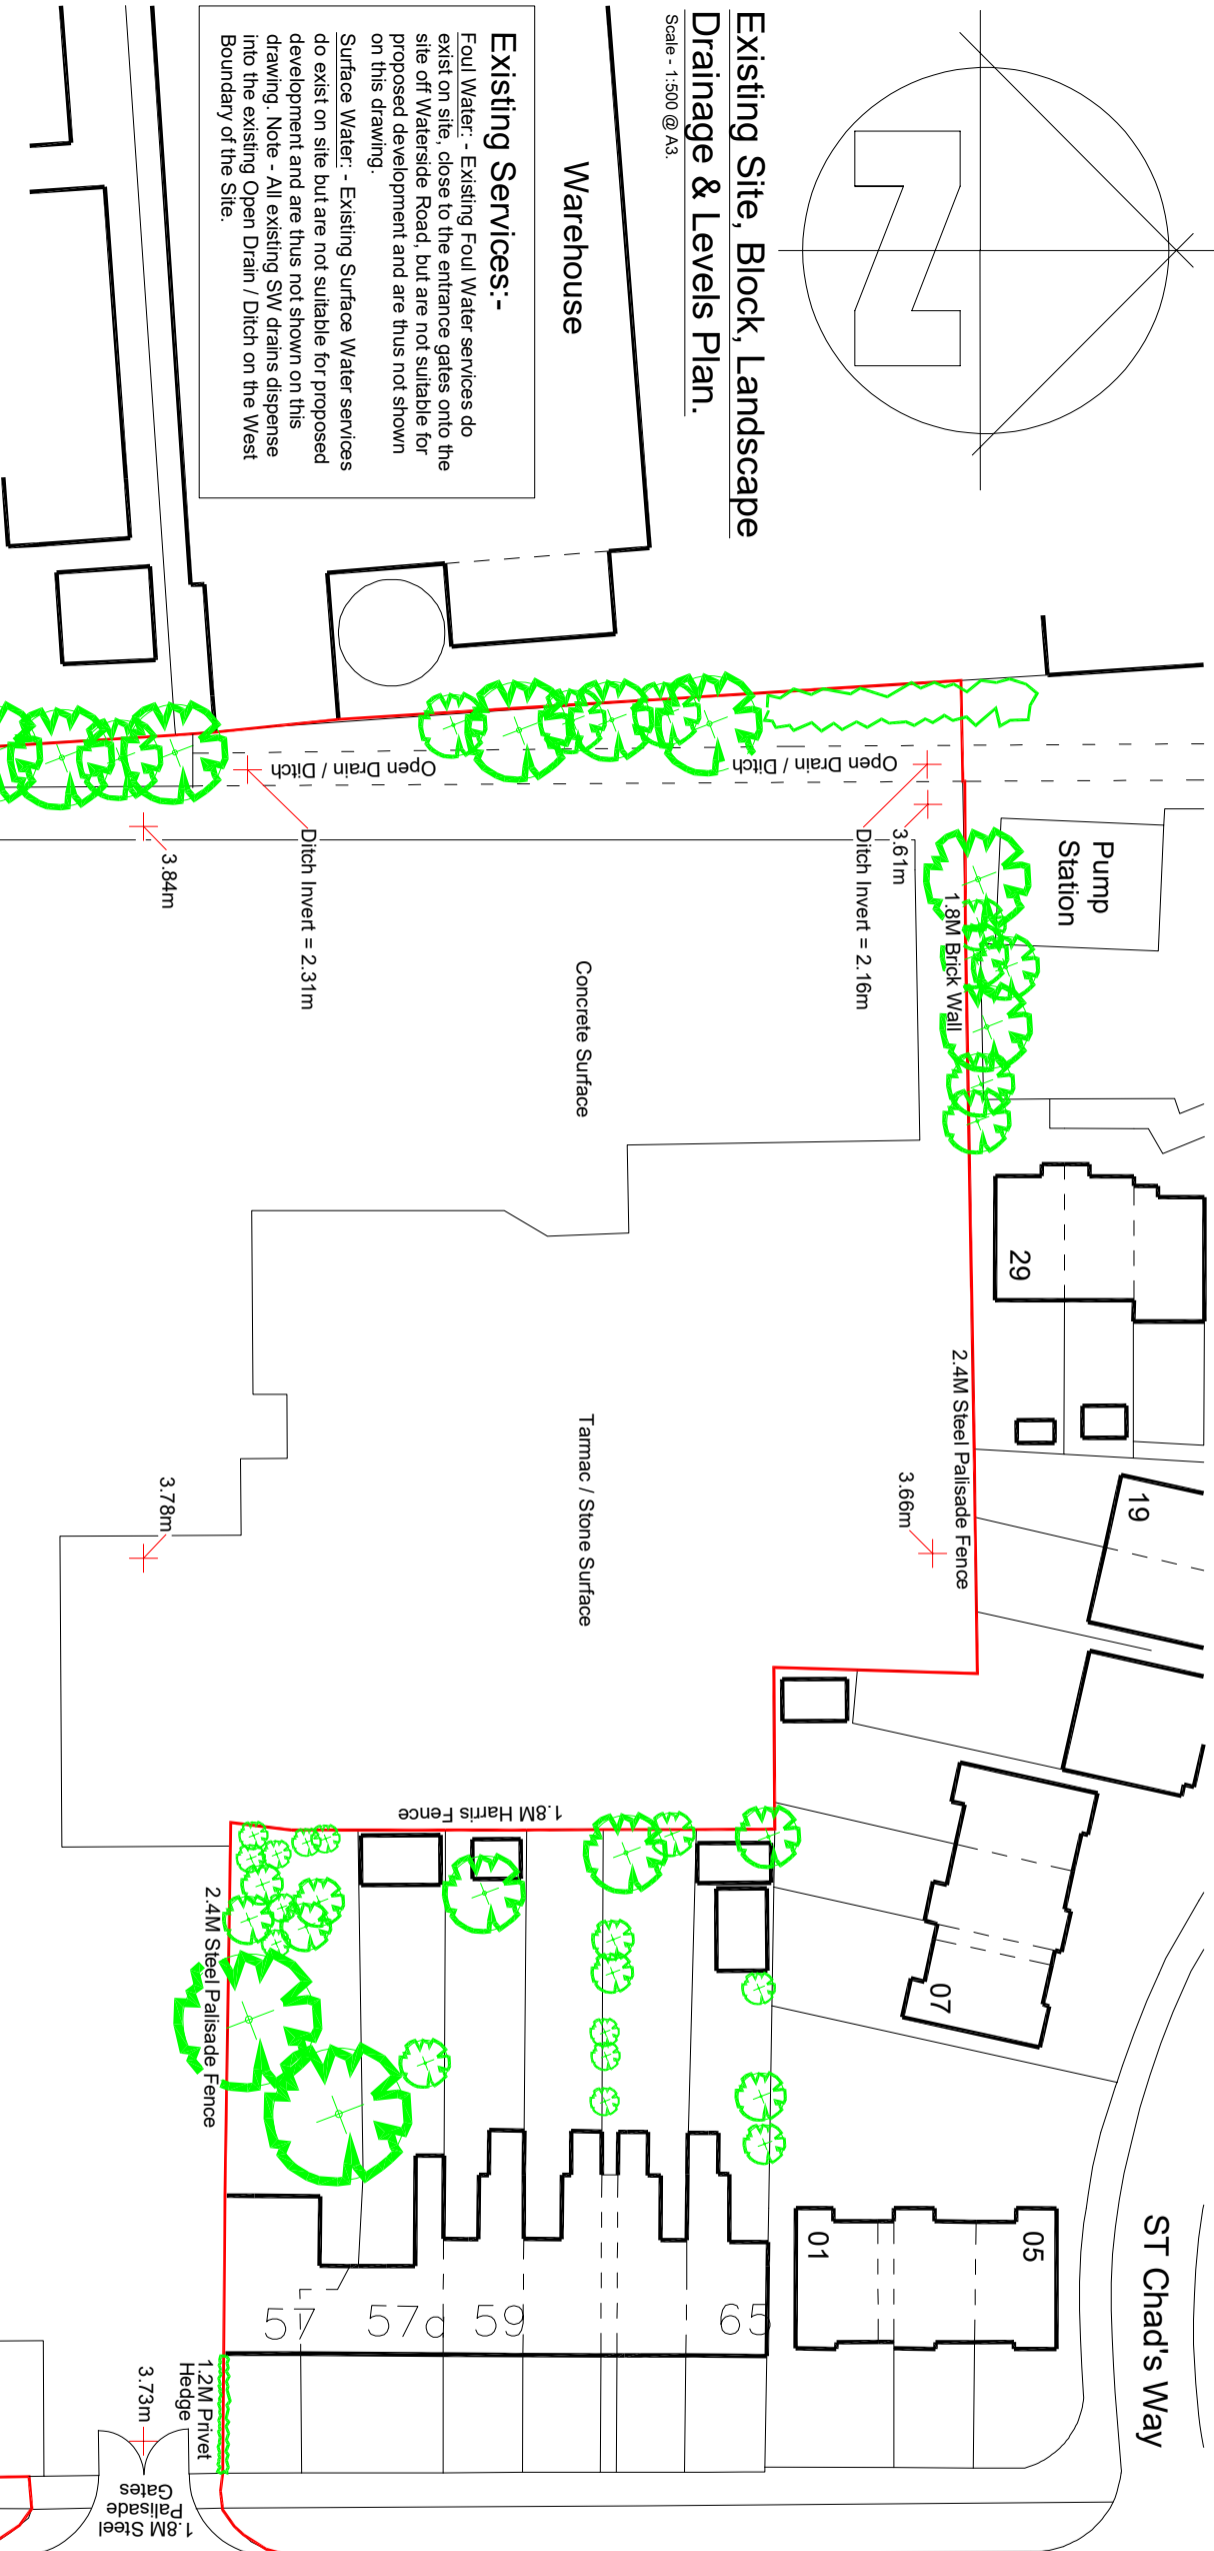 Existing Site, Block, Landscape
Drainage & Levels Plan.
Scale - 1:500 @ A3.
Warehouse
Existing Services:-
Foul Water: - Existing Foul Water services do
exist on site, close to the entrance gates onto the
site off Waterside Road, but are not suitable for
proposed development and are thus not shown
on this drawing.
Surface Water: - Existing Surface Water services
do exist on site but are not suitable for proposed
development and are thus not shown on this
drawing. Note - All existing SW drains dispense
into the existing Open Drain / Ditch on the West
Boundary of the Site.
Open Drain / Ditch
Open Drain / Ditch
Pump
Station
3.61m
Ditch Invert = 2.16m
Ditch Invert = 2.31m
3.84m
1.8M Brick Wall
Concrete Surface
29
2.4M Steel Palisade Fence
19
3.66m
Tarmac / Stone Surface
3.78m
1.8M Harris Fence
07
2.4M Steel Palisade Fence
ST Chad's Way
05
01
65
59
57a
57
1.2M Privet
Hedge
3.73m
1.8M Steel
Palisade
Gates